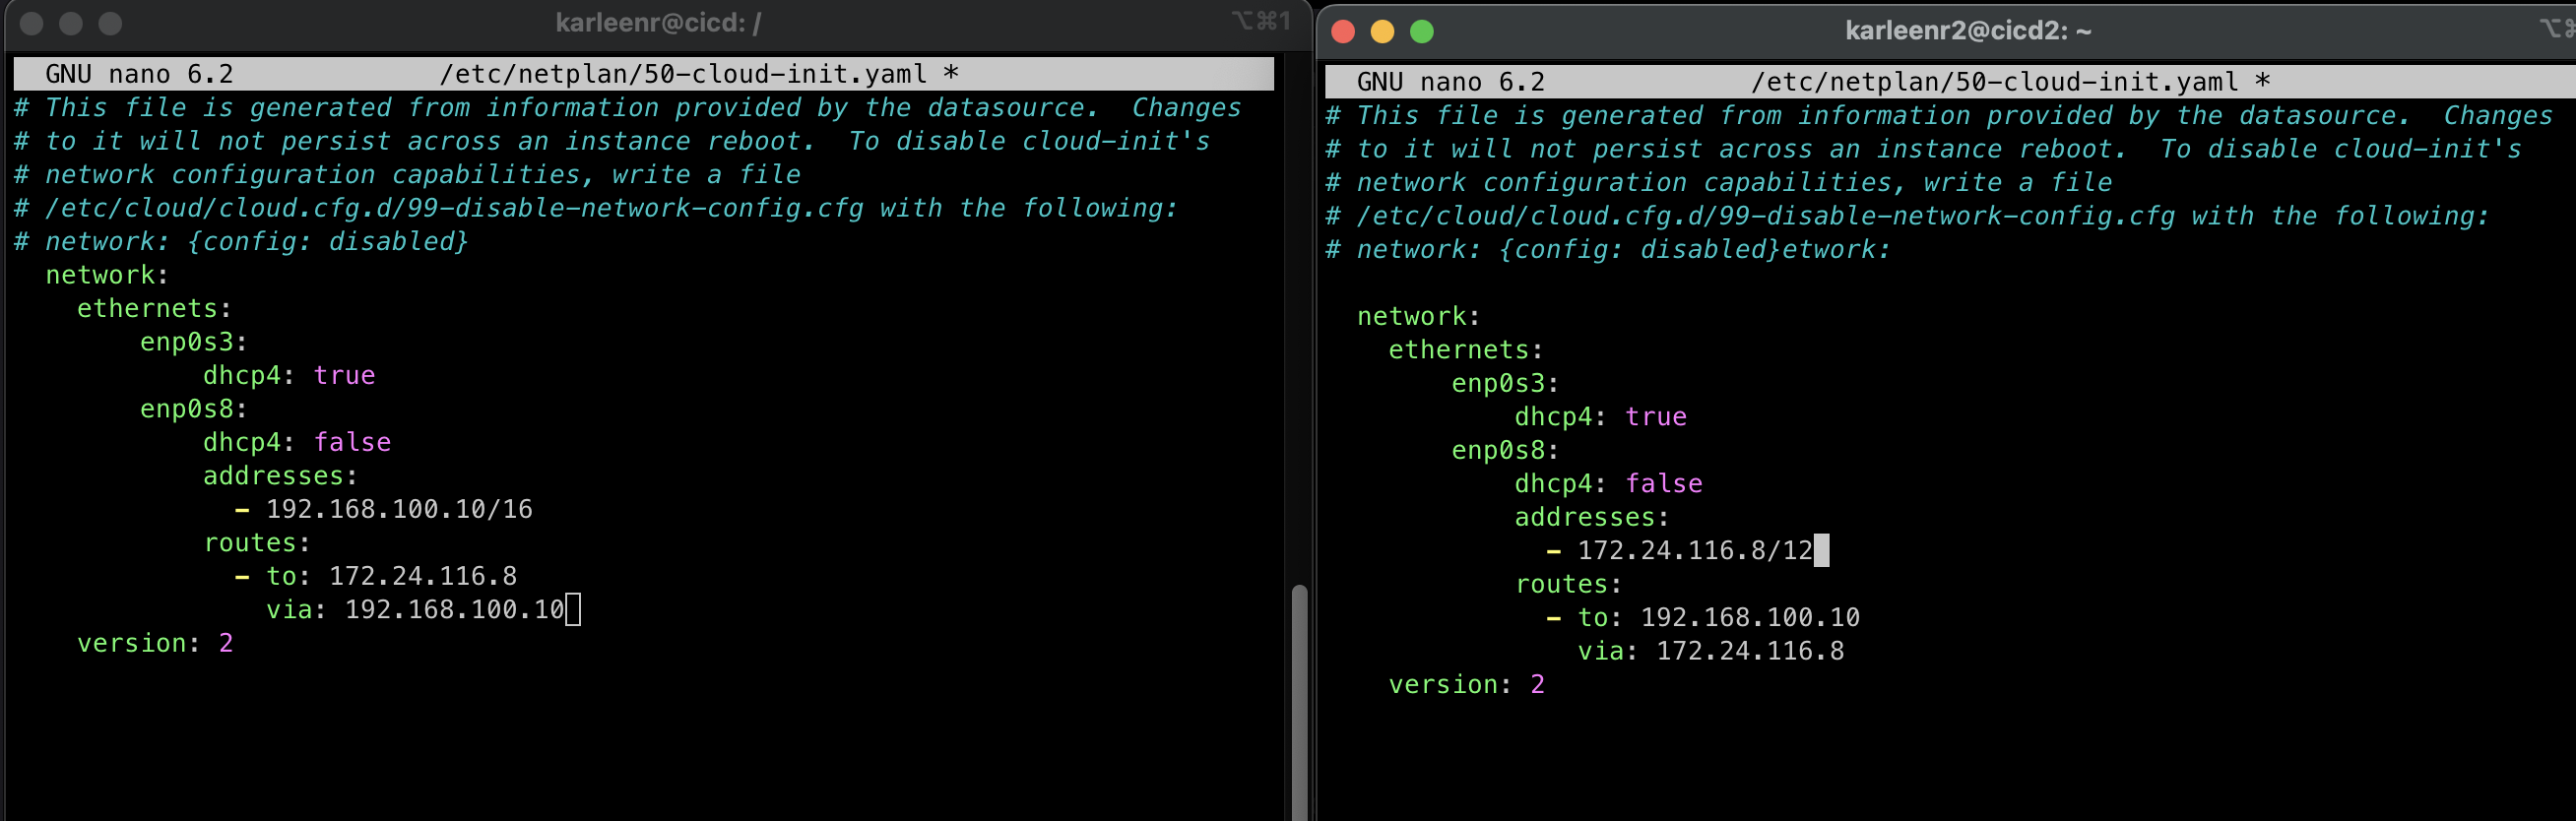 karleenr@cicd: /
⌥⌘1
GNU nano 6.2 /etc/netplan/50-cloud-init.yaml *
# This file is generated from information provided by the datasource.  Changes
# to it will not persist across an instance reboot.  To disable cloud-init's
# network configuration capabilities, write a file
# /etc/cloud/cloud.cfg.d/99-disable-network-config.cfg with the following:
# network: {config: disabled}
network:
ethernets:
enp0s3:
dhcp4: true
enp0s8:
dhcp4: false
addresses:
- 192.168.100.10/16
routes:
- to: 172.24.116.8
via: 192.168.100.10
version: 2
karleenr2@cicd2: ~
GNU nano 6.2 /etc/netplan/50-cloud-init.yaml *
# This file is generated from information provided by the datasource.  Changes
# to it will not persist across an instance reboot.  To disable cloud-init's
# network configuration capabilities, write a file
# /etc/cloud/cloud.cfg.d/99-disable-network-config.cfg with the following:
# network: {config: disabled}etwork:
network:
ethernets:
enp0s3:
dhcp4: true
enp0s8:
dhcp4: false
addresses:
- 172.24.116.8/12
routes:
- to: 192.168.100.10
via: 172.24.116.8
version: 2